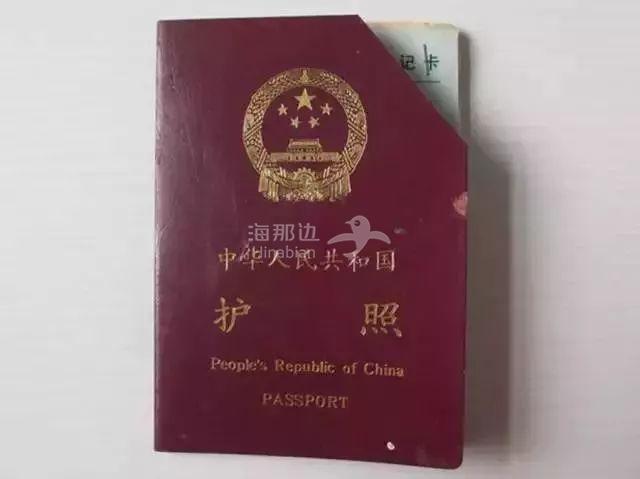 记卡
海那边
中华人民共和国
护照
People's Republic of China
PASSPORT